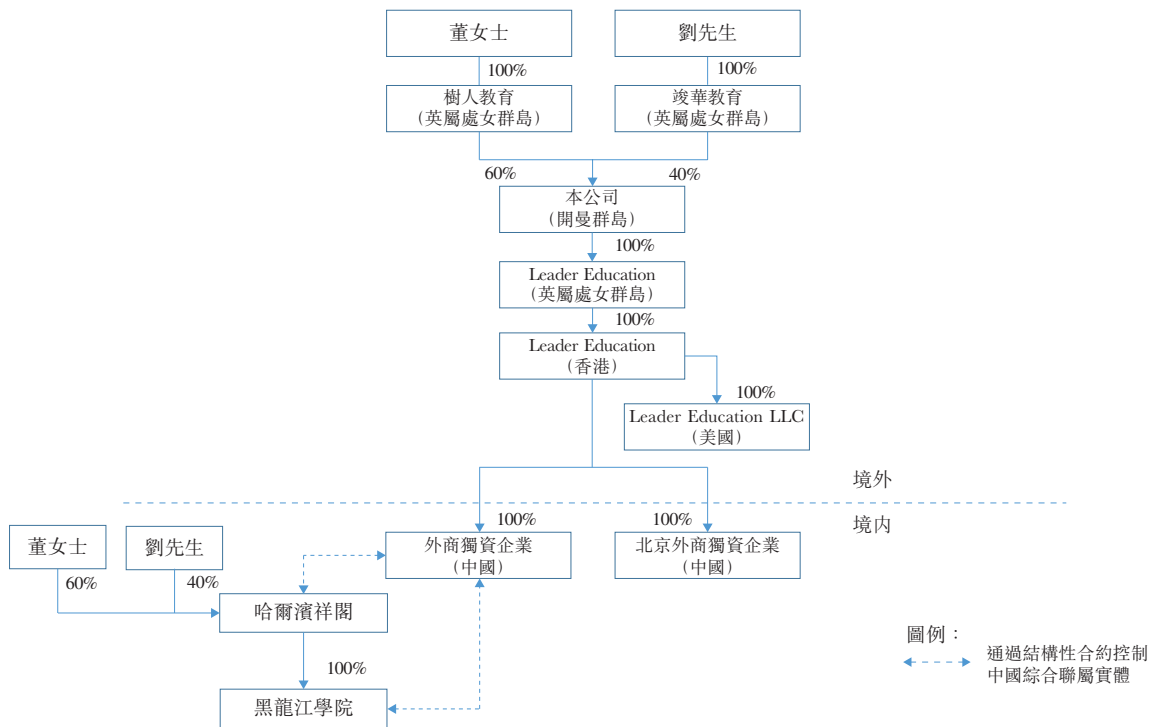 董女士
劉先生
100%
100%
樹人教育
(英屬處女群島)
竣華教育
(英屬處女群島)
60%
40%
本公司
(開曼群島)
100%
Leader Education
(英屬處女群島)
100%
Leader Education
(香港)
100%
Leader Education LLC
(美國)
境外
境內
100%
100%
外商獨資企業
(中國)
北京外商獨資企業
(中國)
董女士
劉先生
60%
40%
哈爾濱祥閣
100%
黑龍江學院
圖例：
通過結構性合約控制
中國綜合聯屬實體